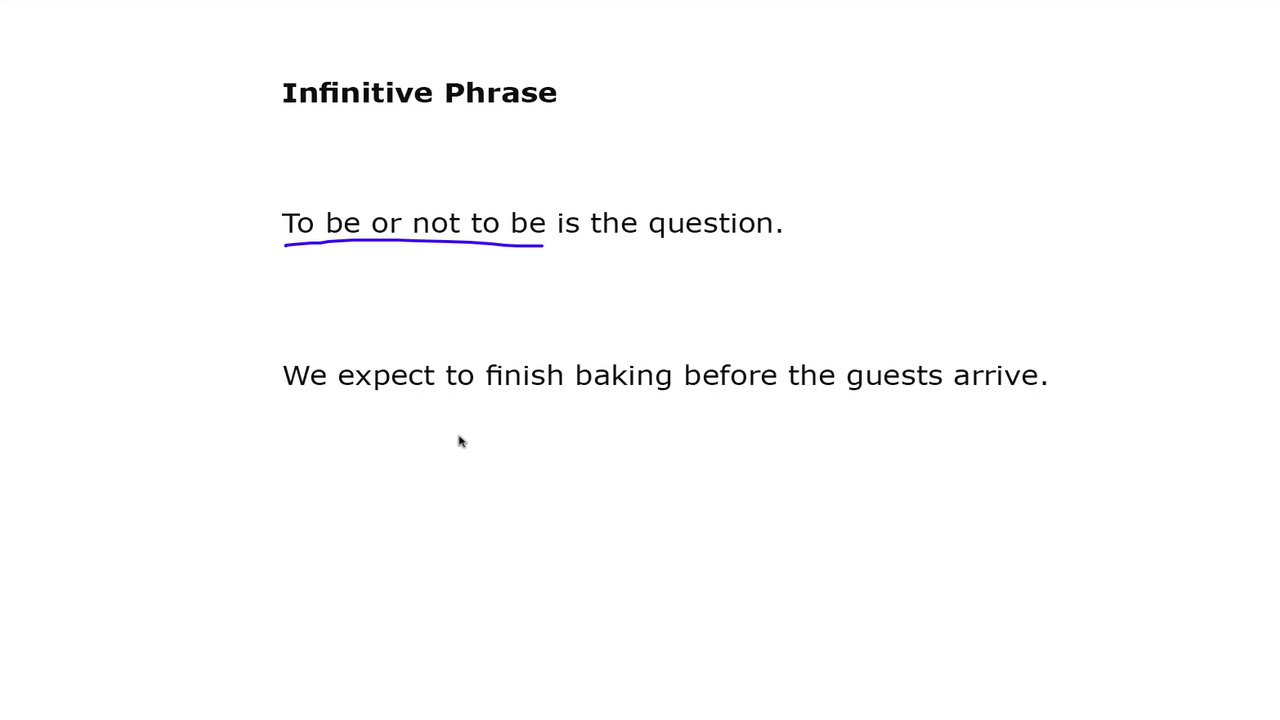 Infinitive Phrase
To be or not to be is the question.
We expect to finish baking before the guests arrive.